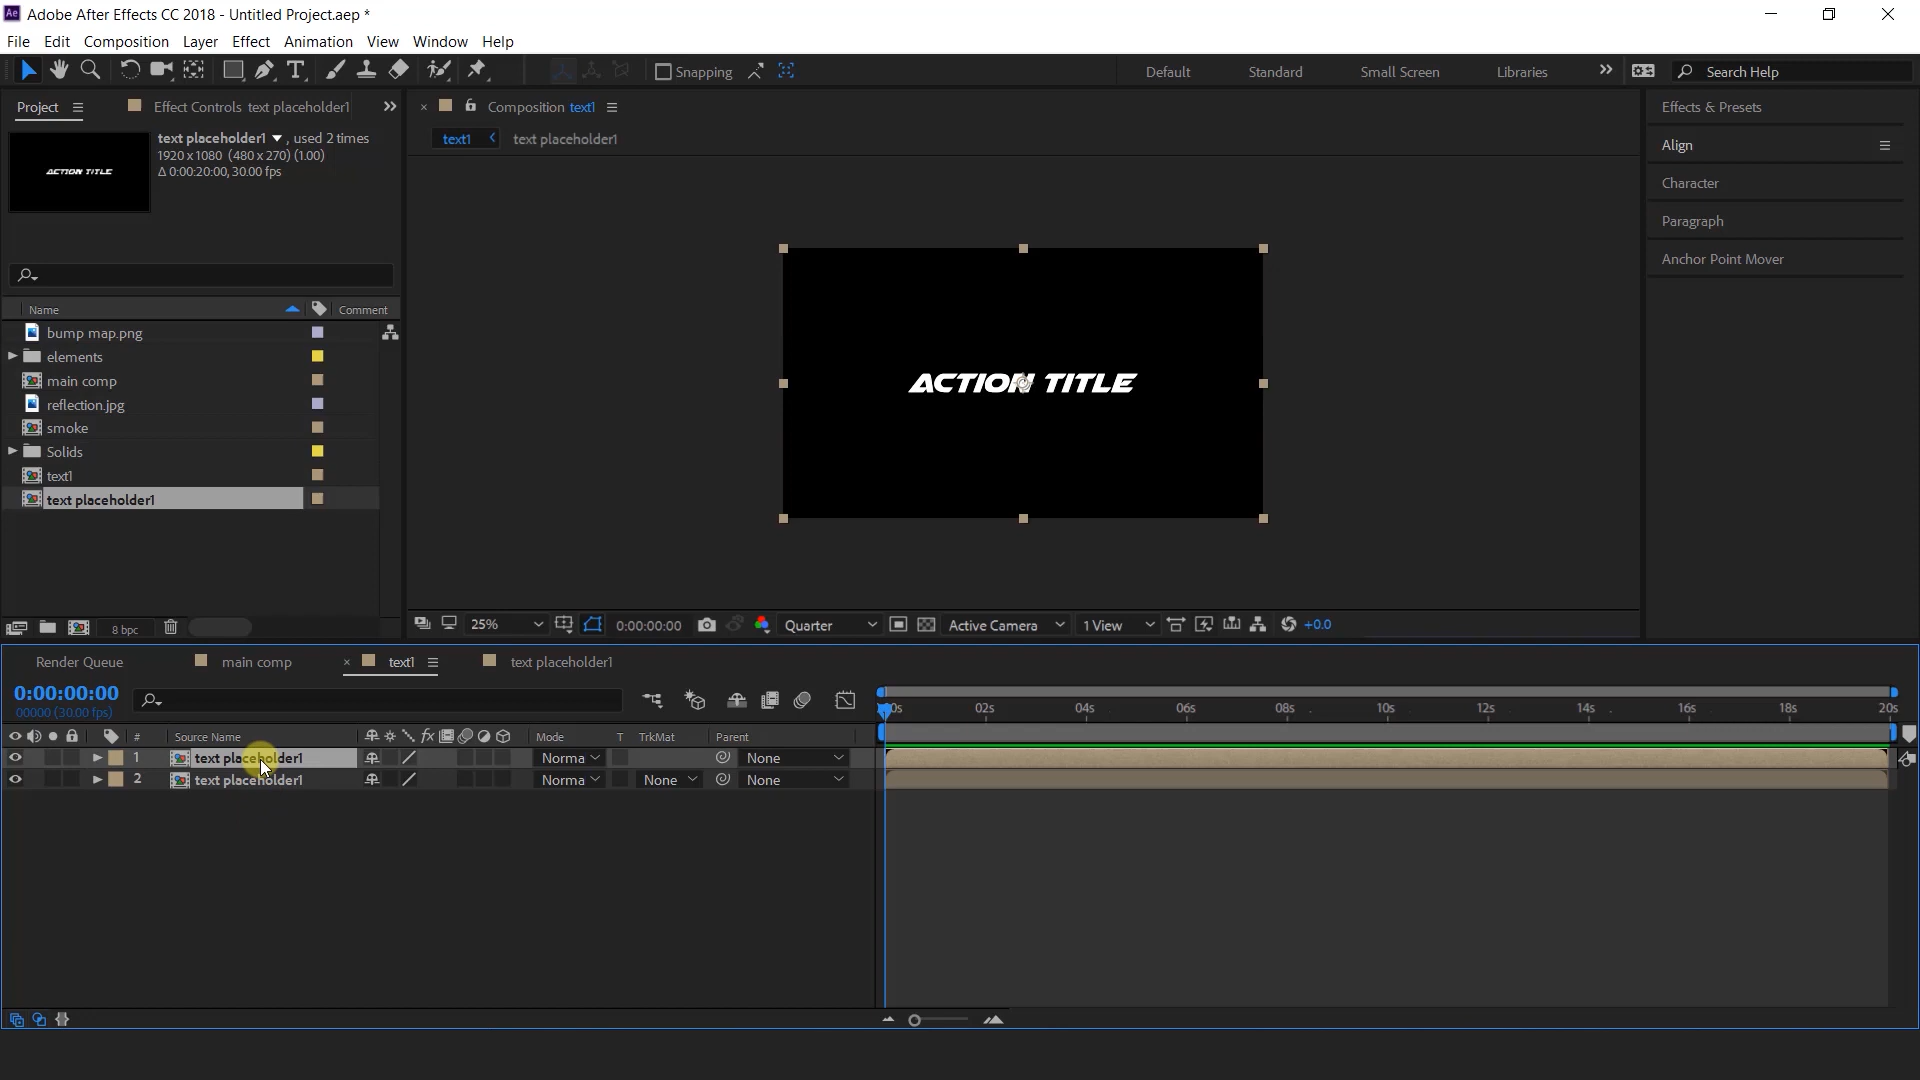 Ae Adobe After Effects CC 2018 - Untitled Project.aep *
File Edit Composition Layer Effect Animation View Window Help
Snapping Default Standard Small Screen Libraries Search Help
Project Effect Controls text placeholder1 Composition text1 Effects & Presets
text placeholder1 , used 2 times
1920 x 1080 (480 x 270) (1.00)
Δ 0:00:20:00, 30.00 fps
text1 text placeholder1
Align
Character
Paragraph
Anchor Point Mover
ACTION TITLE
ACTION TITLE
Name Comment
bump map.png
elements
main comp
reflection.jpg
smoke
Solids
text1
text placeholder1
8 bpc
25% 0:00:00:00 Quarter Active Camera 1 View +0.0
Render Queue main comp text1 text placeholder1
0:00:00:00
00000 (30.00 fps)
00s 02s 04s 06s 08s 10s 12s 14s 16s 18s 20s
# Source Name Mode T TrkMat Parent
1 text placeholder1 Norma None
2 text placeholder1 Norma None None